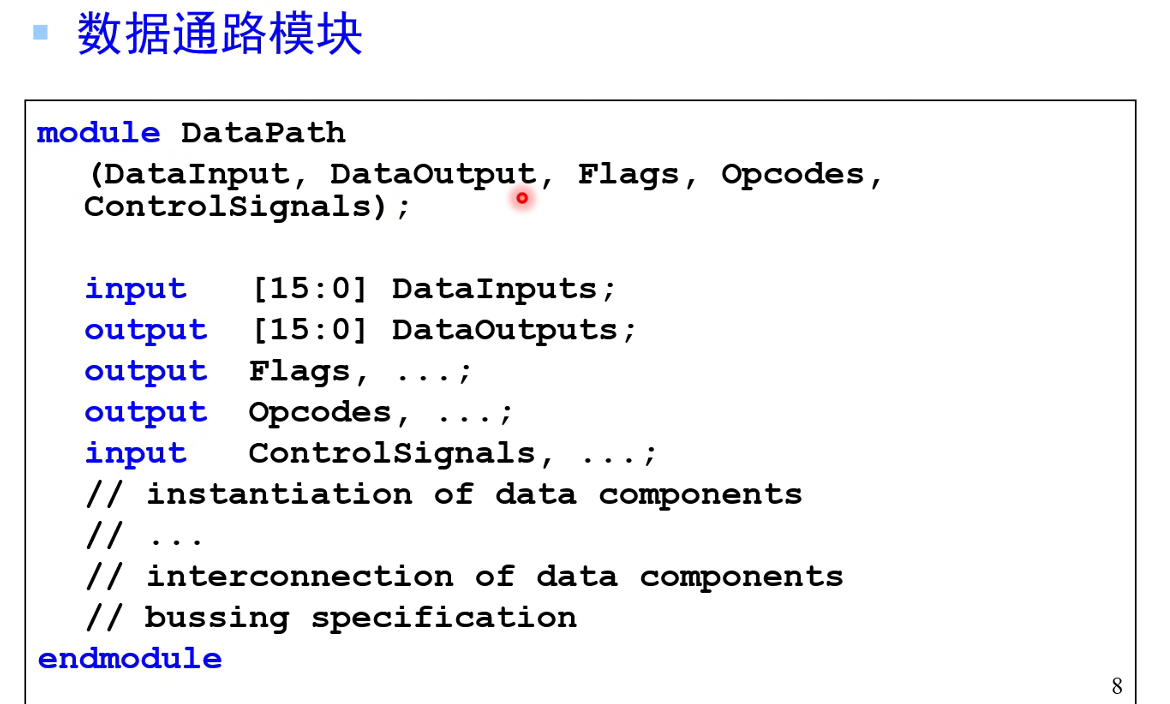 数据通路模块
module DataPath
(DataInput, DataOutput, Flags, Opcodes,
ControlSignals);
input [15:0] DataInputs;
output [15:0] DataOutputs;
output Flags, ...;
output Opcodes, ...;
input ControlSignals, ...;
// instantiation of data components
// ...
// interconnection of data components
// bussing specification
endmodule
8